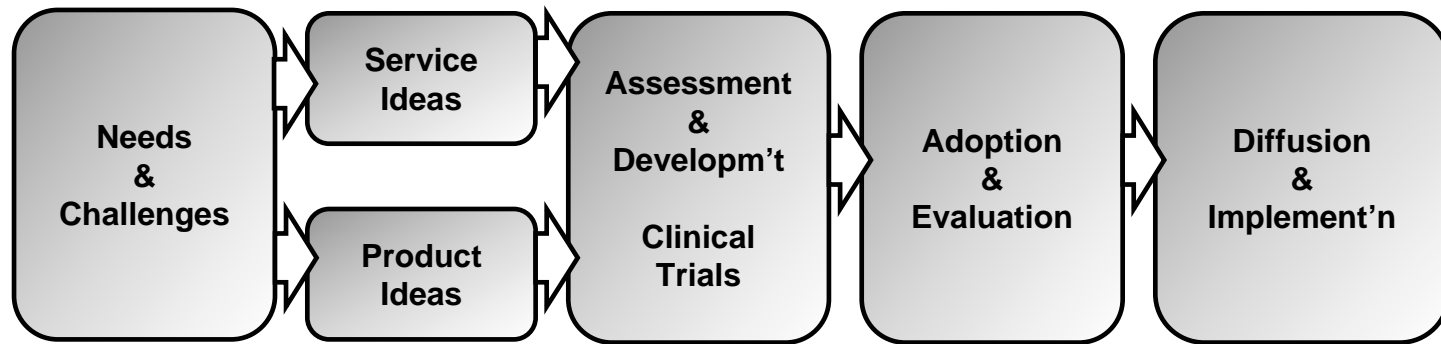 Needs
&
Challenges
Service
Ideas
Product
Ideas
Assessment
&
Developm’t
Clinical
Trials
Adoption
&
Evaluation
Diffusion
&
Implement’n